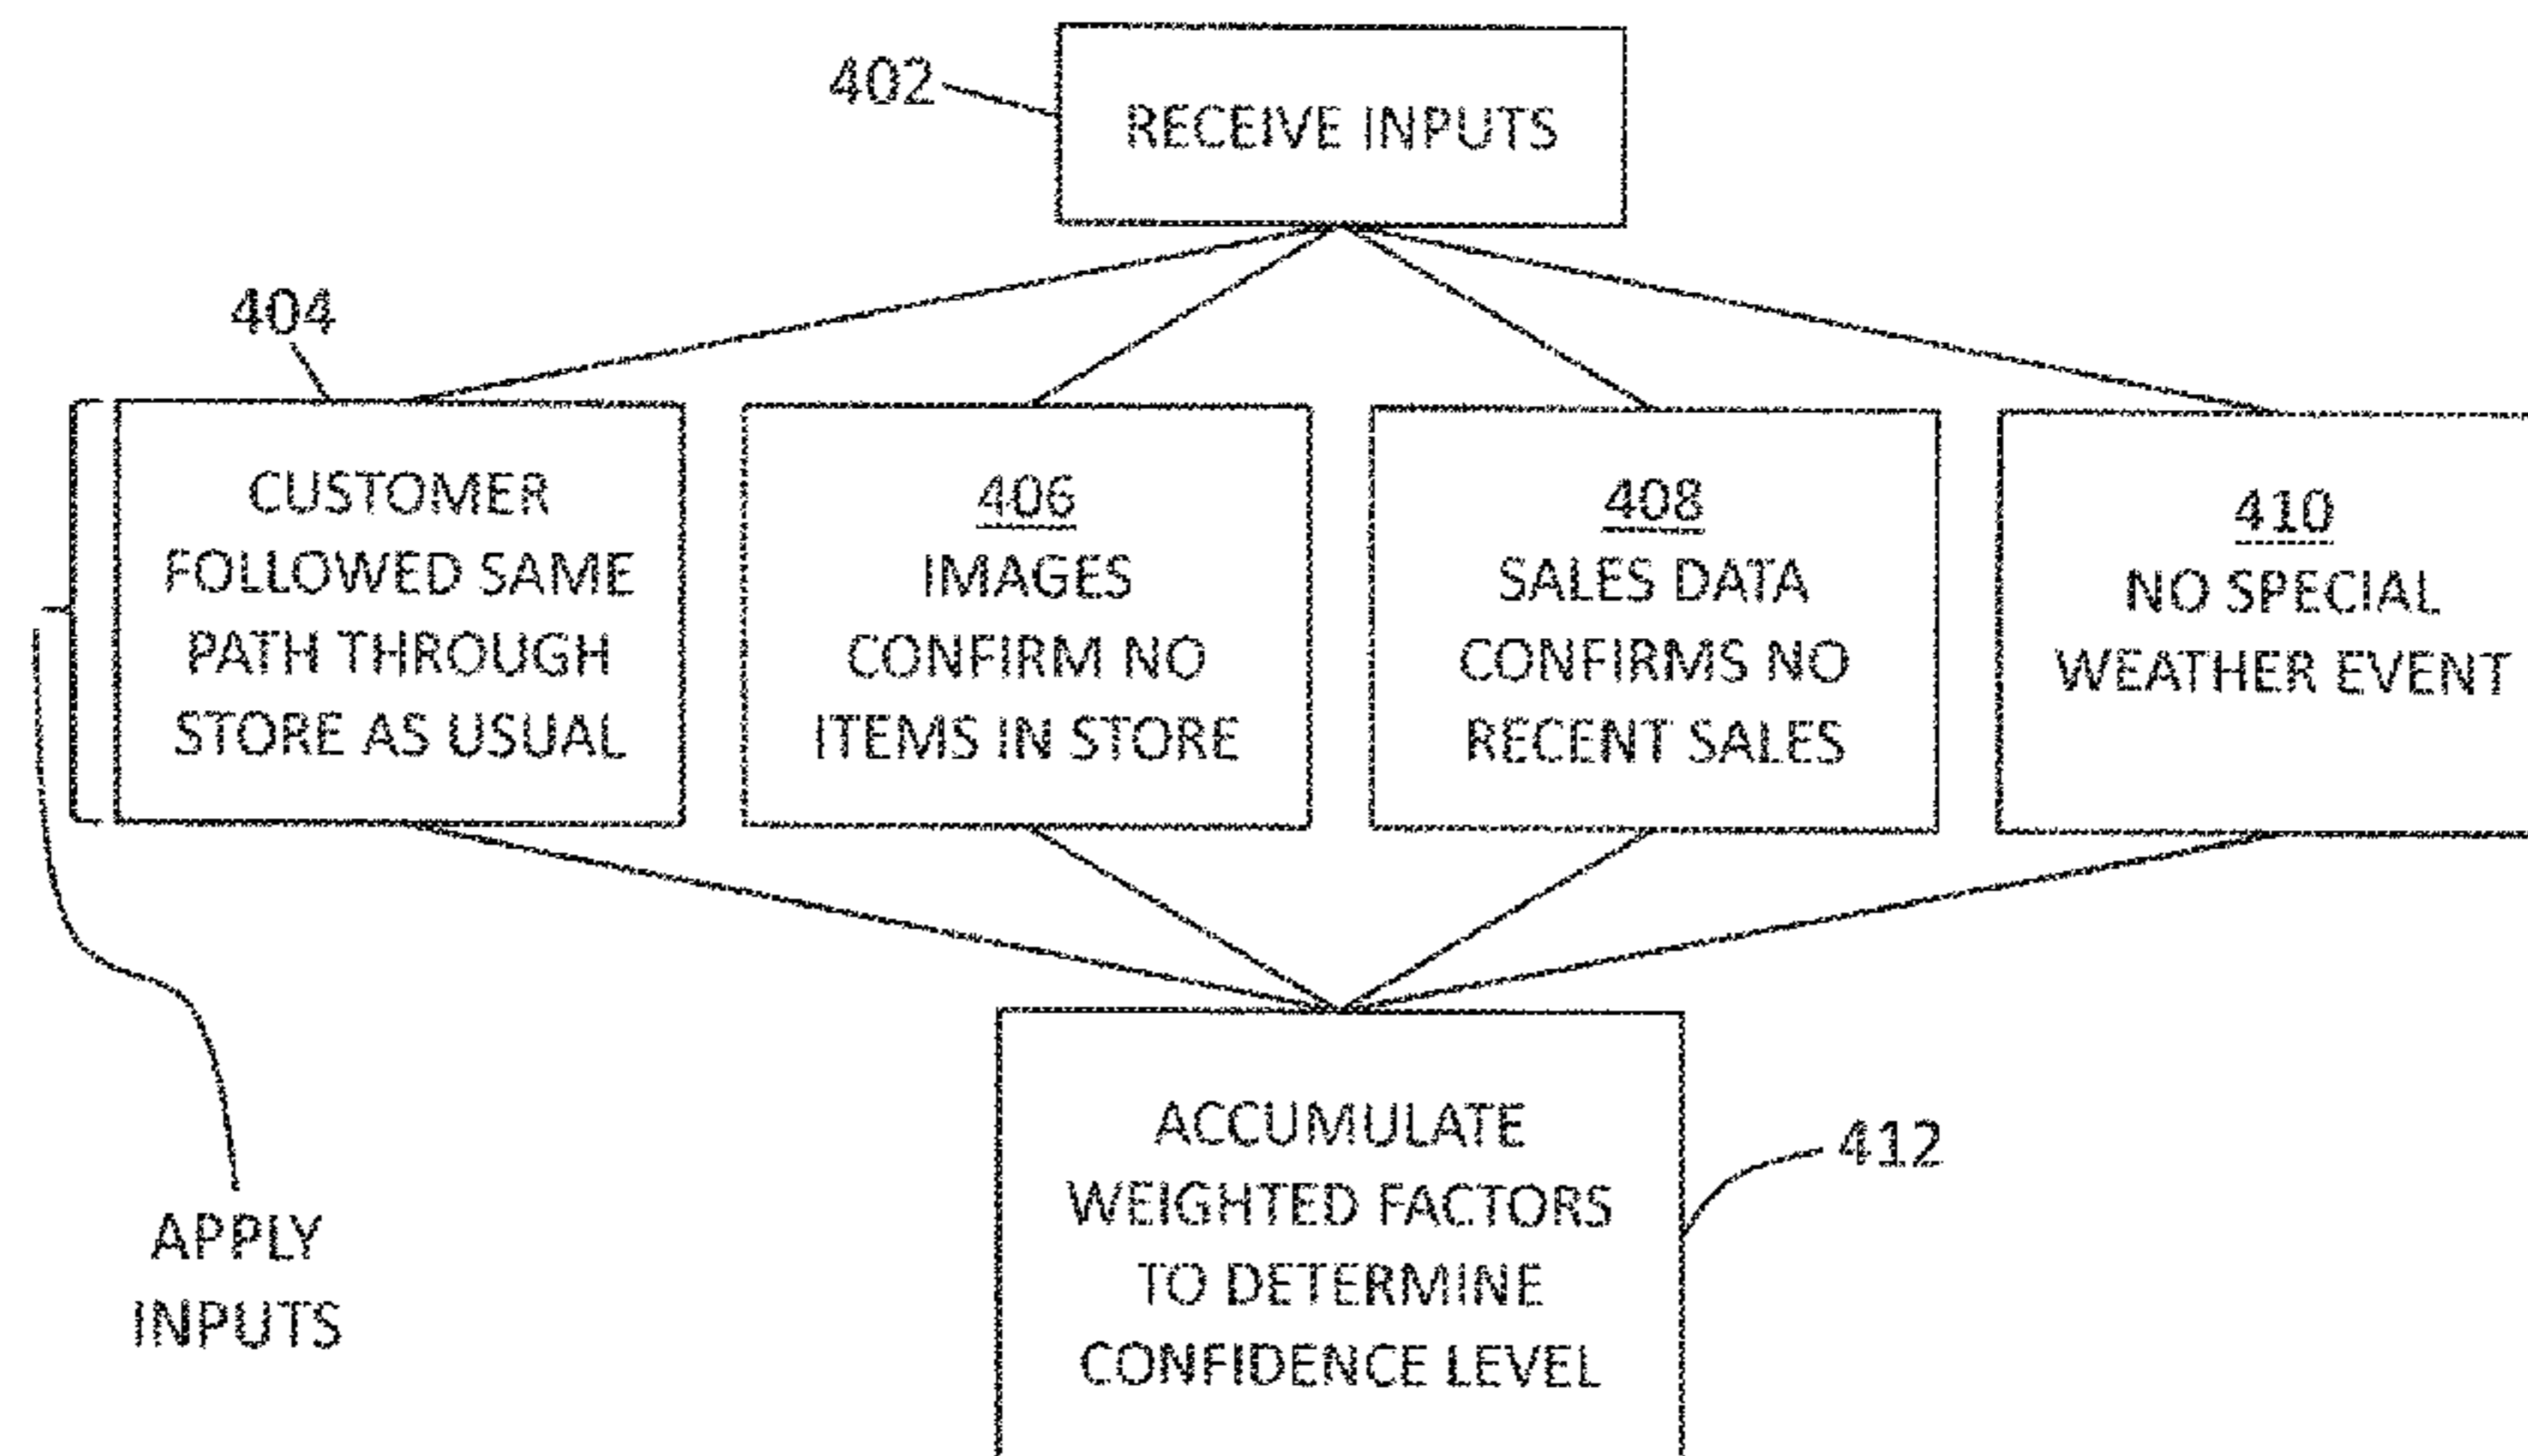 402
RECEIVE INPUTS
404
CUSTOMER
FOLLOWED SAME
PATH THROUGH
STORE AS USUAL
406
IMAGES
CONFIRM NO
ITEMS IN STORE
408
SALES DATA
CONFIRMS NO
RECENT SALES
410
NO SPECIAL
WEATHER EVENT
APPLY
INPUTS
ACCUMULATE
WEIGHTED FACTORS
TO DETERMINE
CONFIDENCE LEVEL
412